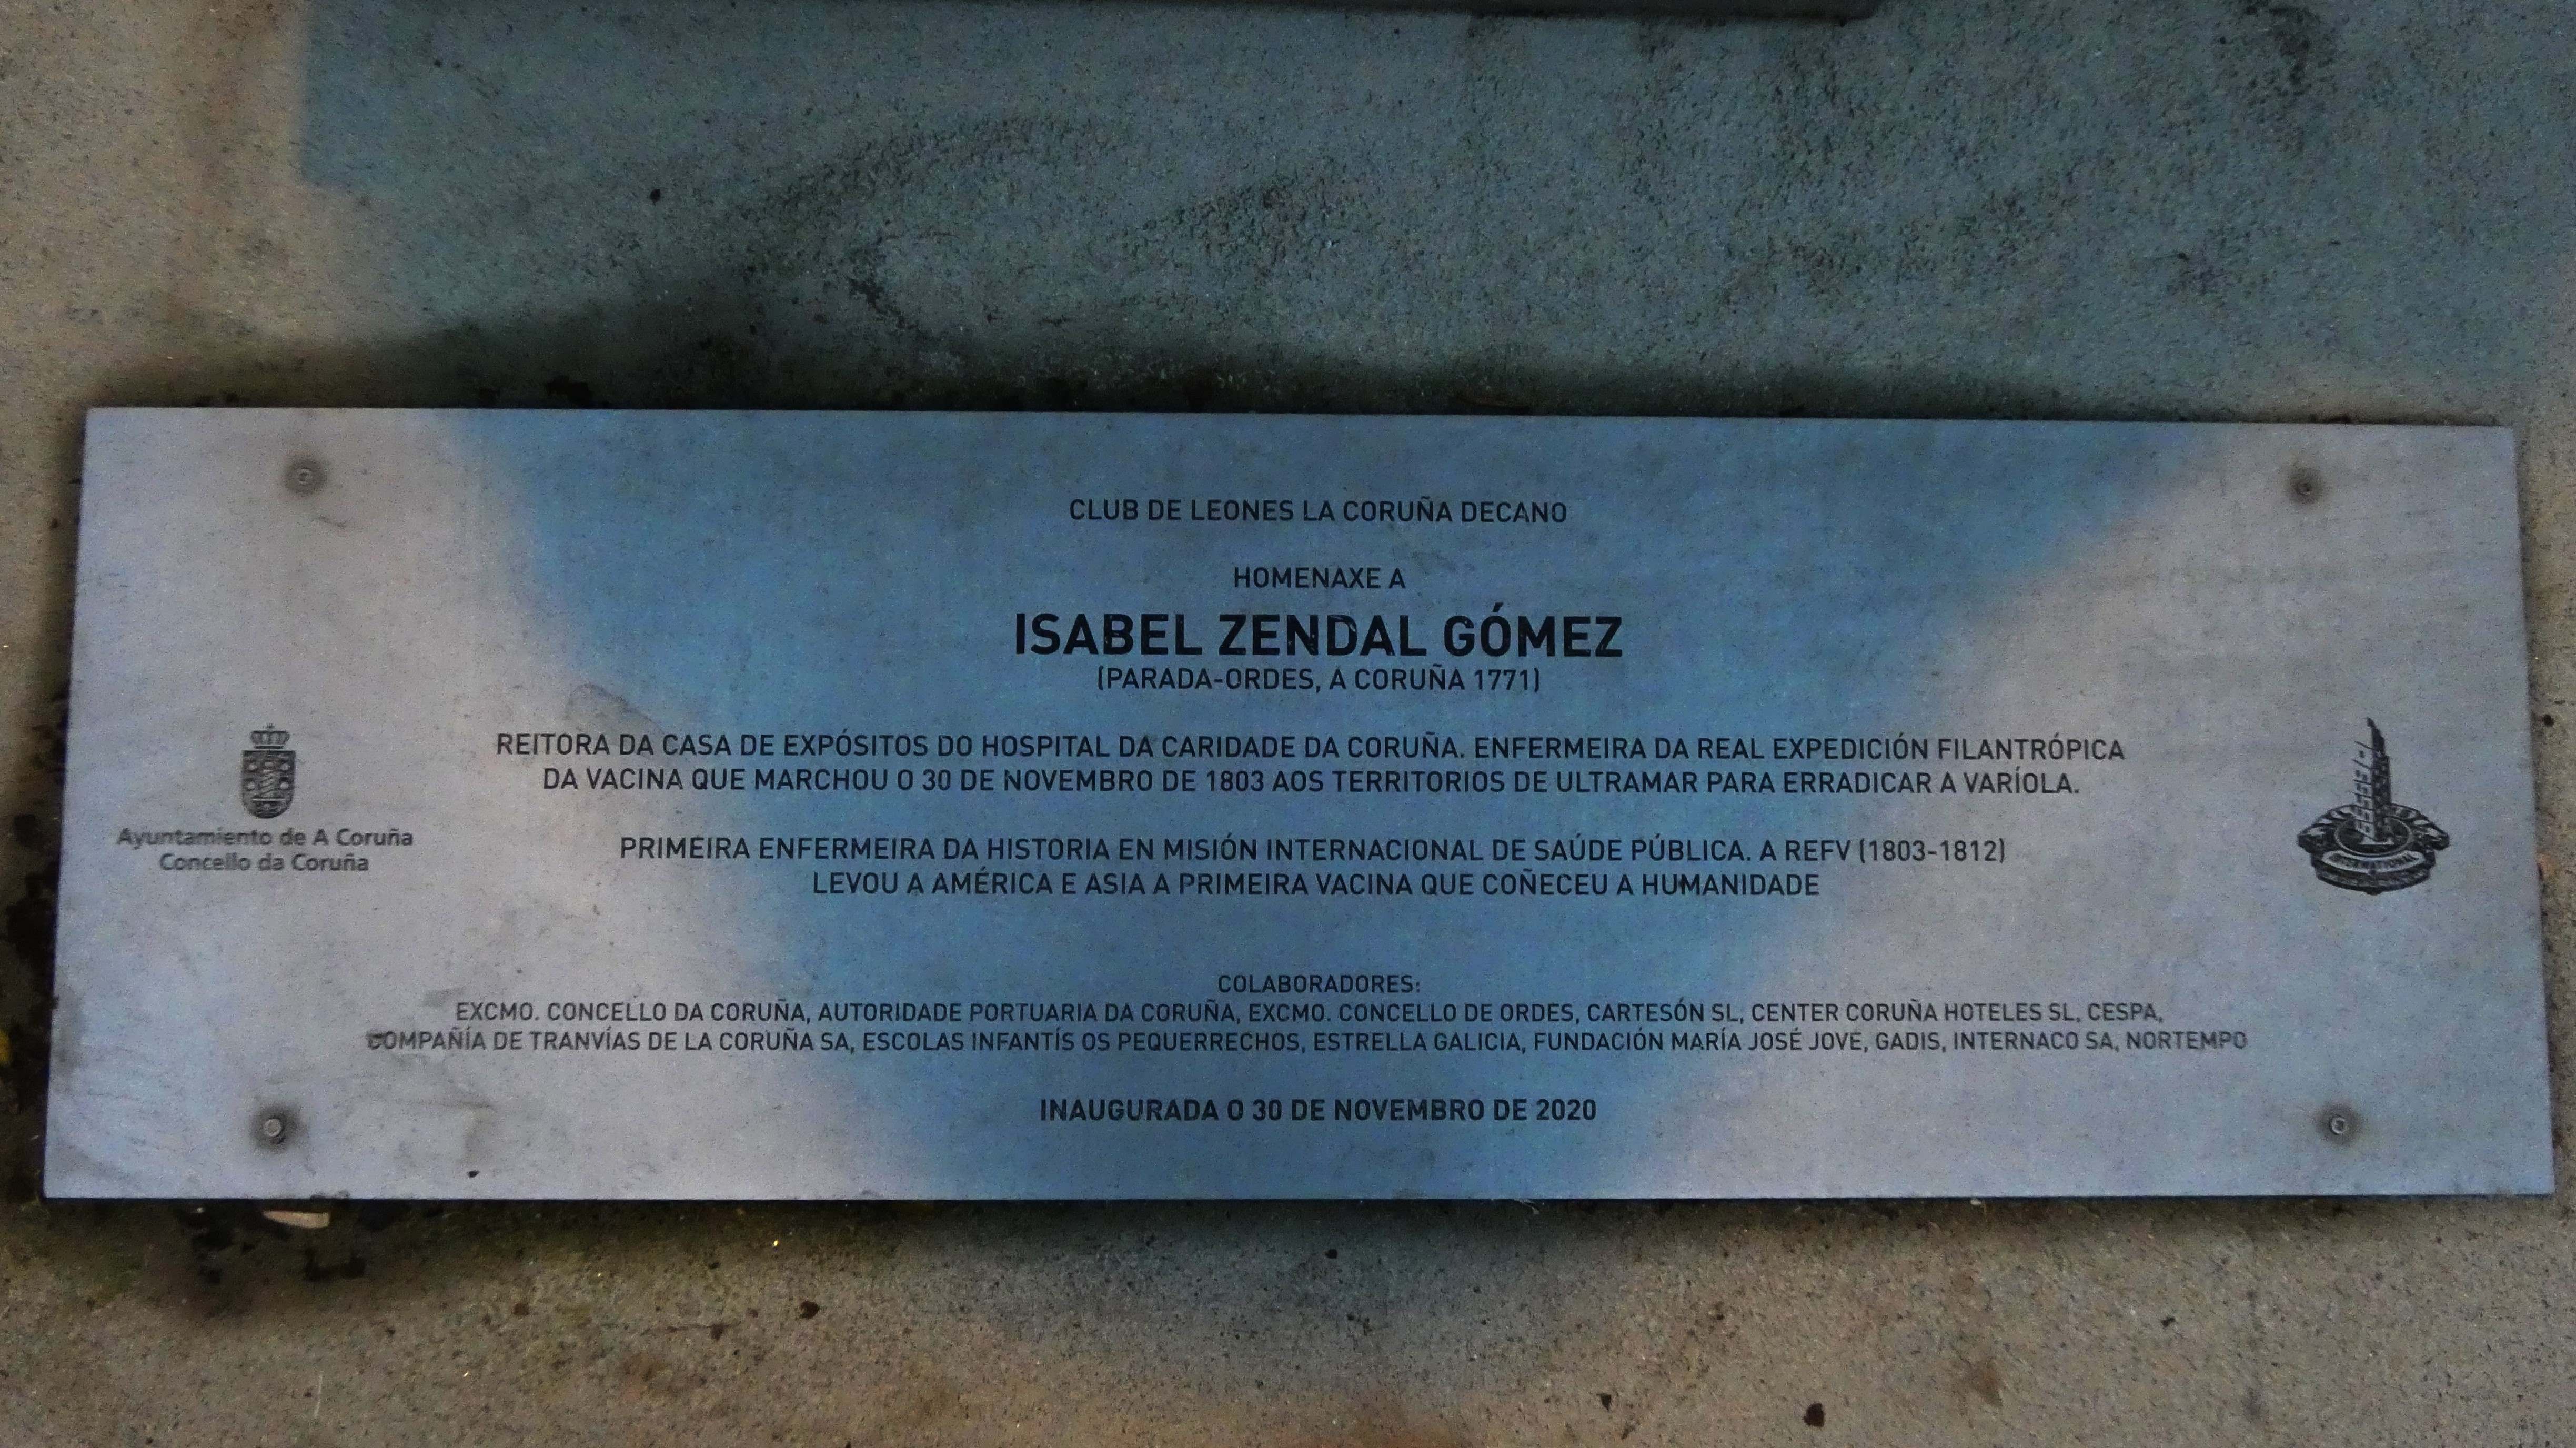 CLUB DE LEONES LA CORUÑA DECANO
HOMENAXE A
ISABEL ZENDAL GÓMEZ
(PARADA-ORDES, A CORUÑA 1771)
REITORA DA CASA DE EXPÓSITOS DO HOSPITAL DA CARIDADE DA CORUÑA. ENFERMEIRA DA REAL EXPEDICIÓN FILANTRÓPICA
DA VACINA QUE MARCHOU O 30 DE NOVEMBRO DE 1803 AOS TERRITORIOS DE ULTRAMAR PARA ERRADICAR A VARÍOLA.
PRIMEIRA ENFERMEIRA DA HISTORIA EN MISIÓN INTERNACIONAL DE SAÚDE PÚBLICA. A REFV (1803-1812)
LEVOU A AMÉRICA E ASIA A PRIMEIRA VACINA QUE COÑECEU A HUMANIDADE
Ayuntamiento de A Coruña
Concello da Coruña
INTERNATIONAL
COLABORADORES:
EXCMO. CONCELLO DA CORUÑA, AUTORIDADE PORTUARIA DA CORUÑA, EXCMO. CONCELLO DE ORDES, CARTESÓN SL, CENTER CORUÑA HOTELES SL, CESPA,
COMPAÑÍA DE TRANVÍAS DE LA CORUÑA SA, ESCOLAS INFANTÍS OS PEQUERRECHOS, ESTRELLA GALICIA, FUNDACIÓN MARÍA JOSÉ JOVE, GADIS, INTERNACO SA, NORTEMPO
INAUGURADA O 30 DE NOVEMBRO DE 2020